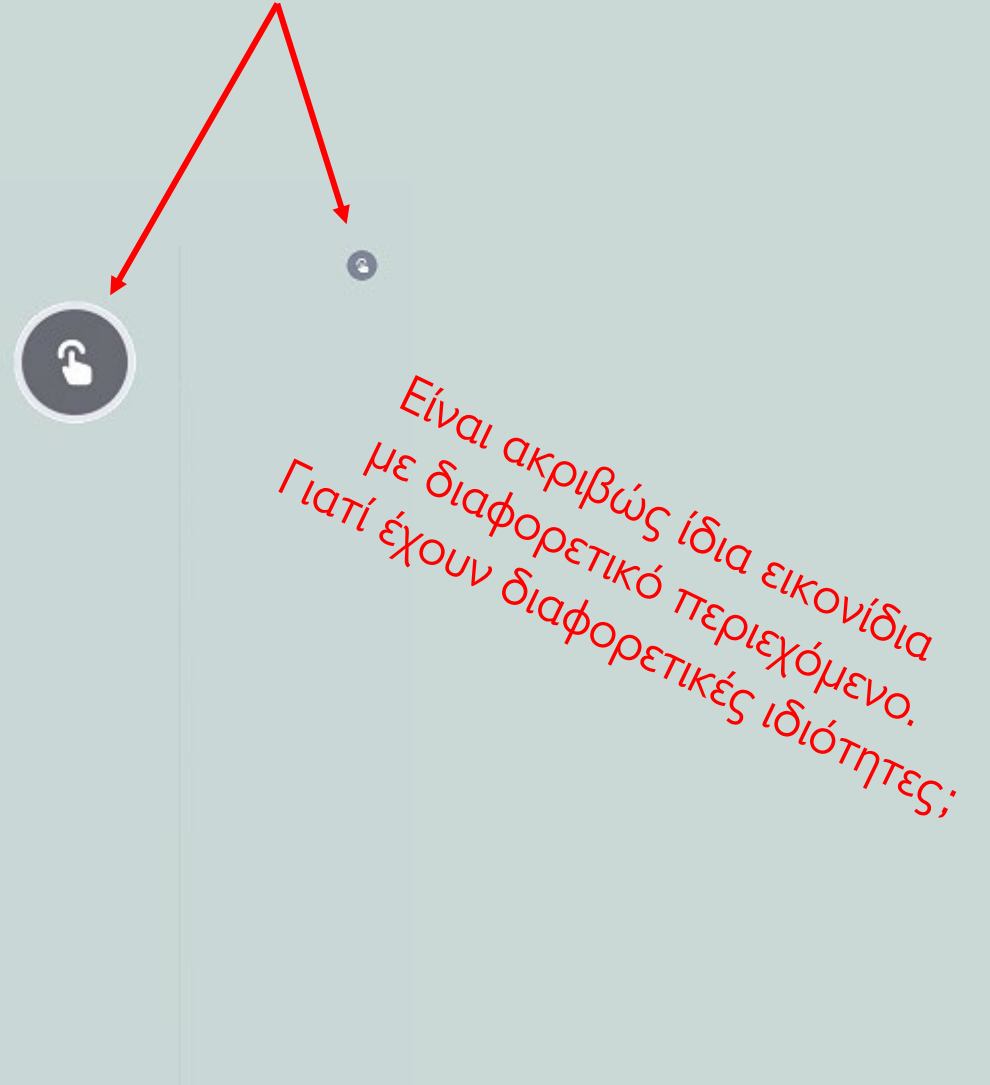 Είναι ακριβώς ίδια εικονίδια
με διαφορετικό περιεχόμενο.
Γιατί έχουν διαφορετικές ιδιότητες;